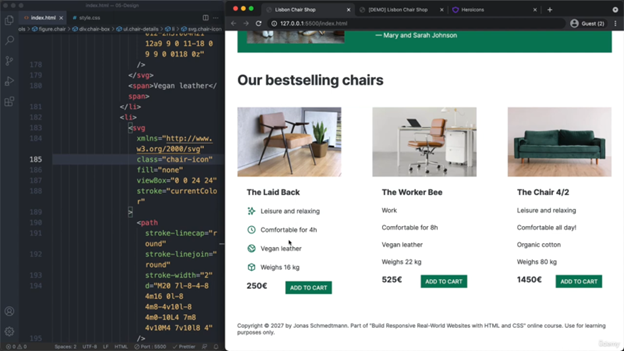 index.html — 05-Design
index.html
style.css
figure.chair
div.chair-box
ul.chair-details
svg.chair-icon
12a9 9 0 11-18 0
9 9 0 0118 0z"
178
/>
179
</svg>
180
<span>Vegan leather</
span>
181
</li>
182
<li>
183
<svg
184
xmlns="http://www.
w3.org/2000/svg"
185
class="chair-icon"
186
fill="none"
187
viewBox="0 0 24 24"
188
stroke="currentColo
r"
189
>
190
<path
191
stroke-linecap="r
ound"
192
stroke-linejoin="
round"
193
stroke-width="2"
194
d="M20 7l-8-4-8
4m16 0l-8
4m8-4v10l-8
4m0-10L4 7m8
4v10M4 7v10l8 4"
195
/>
0 0 Spaces: 2 UTF-8 LF HTML Port : 5500 Prettier
Lisbon Chair Shop
[DEMO] Lisbon Chair Shop
Heroicons
127.0.0.1:5500/index.html
Guest (2)
— Mary and Sarah Johnson
Our bestselling chairs
The Laid Back
Leisure and relaxing
Comfortable for 4h
Vegan leather
Weighs 16 kg
250€ ADD TO CART
The Worker Bee
Work
Comfortable for 8h
Vegan leather
Weighs 22 kg
525€ ADD TO CART
The Chair 4/2
Leisure and relaxing
Comfortable all day!
Organic cotton
Weighs 80 kg
1450€ ADD TO CART
Copyright © 2027 by Jonas Schmedtmann. Part of "Build Responsive Real-World Websites with HTML and CSS" online course. Use for learning
purposes only.